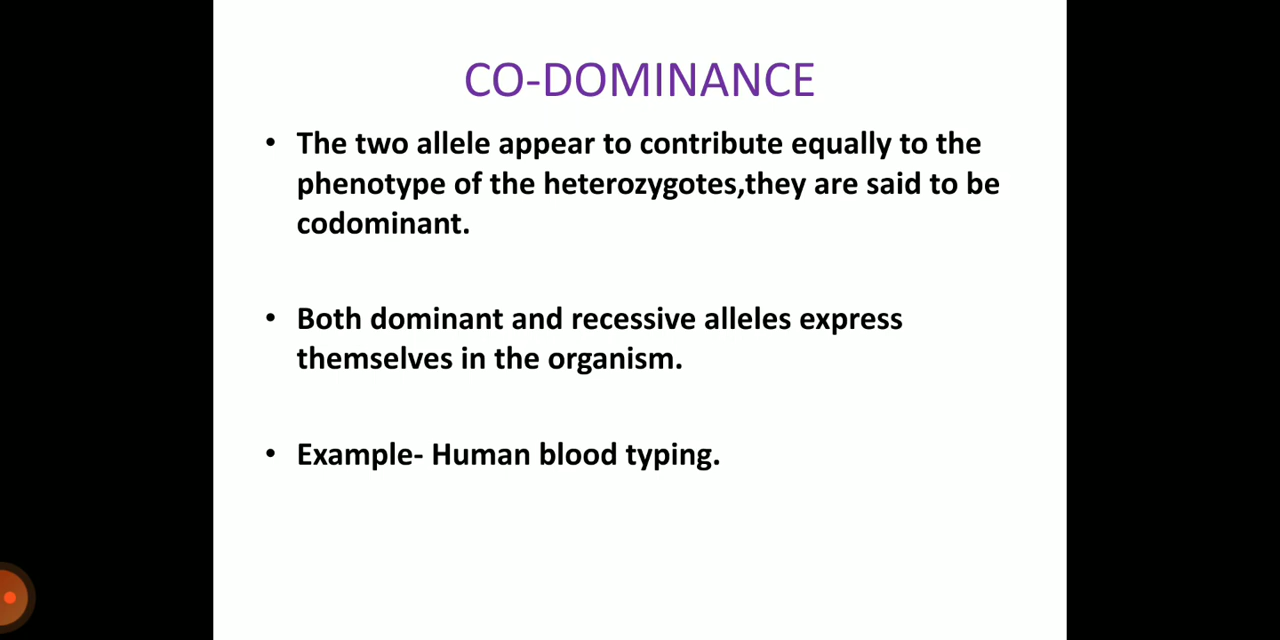 CO-DOMINANCE
• The two allele appear to contribute equally to the
phenotype of the heterozygotes,they are said to be
codominant.
• Both dominant and recessive alleles express
themselves in the organism.
• Example- Human blood typing.